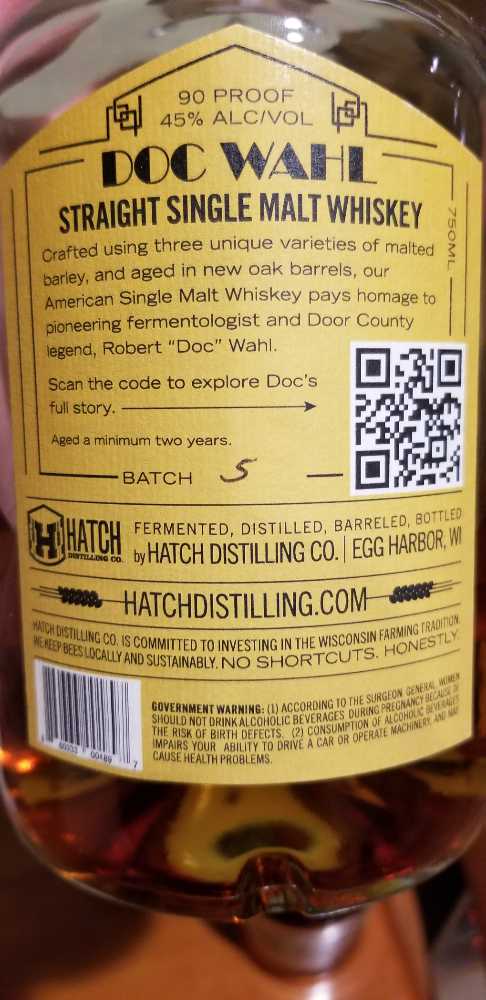 90 PROOF
45% ALC/VOL
DOC WAHL
STRAIGHT SINGLE MALT WHISKEY
750ML
Crafted using three unique varieties of malted
barley, and aged in new oak barrels, our
American Single Malt Whiskey pays homage to
pioneering fermentologist and Door County
legend, Robert “Doc” Wahl.
Scan the code to explore Doc's
full story.
Aged a minimum two years.
BATCH 5
H HATCH
DISTILLING CO.
FERMENTED, DISTILLED, BARRELED, BOTTLED
by HATCH DISTILLING CO. | EGG HARBOR, WI
HATCHDISTILLING.COM
HATCH DISTILLING CO. IS COMMITTED TO INVESTING IN THE WISCONSIN FARMING TRADITION.
WE KEEP BEES LOCALLY AND SUSTAINABLY. NO SHORTCUTS. HONESTLY.
GOVERNMENT WARNING: (1) ACCORDING TO THE SURGEON GENERAL, WOMEN
SHOULD NOT DRINK ALCOHOLIC BEVERAGES DURING PREGNANCY BECAUSE OF
THE RISK OF BIRTH DEFECTS. (2) CONSUMPTION OF ALCOHOLIC BEVERAGES
IMPAIRS YOUR ABILITY TO DRIVE A CAR OR OPERATE MACHINERY, AND MAY
CAUSE HEALTH PROBLEMS.
60033 00489 7